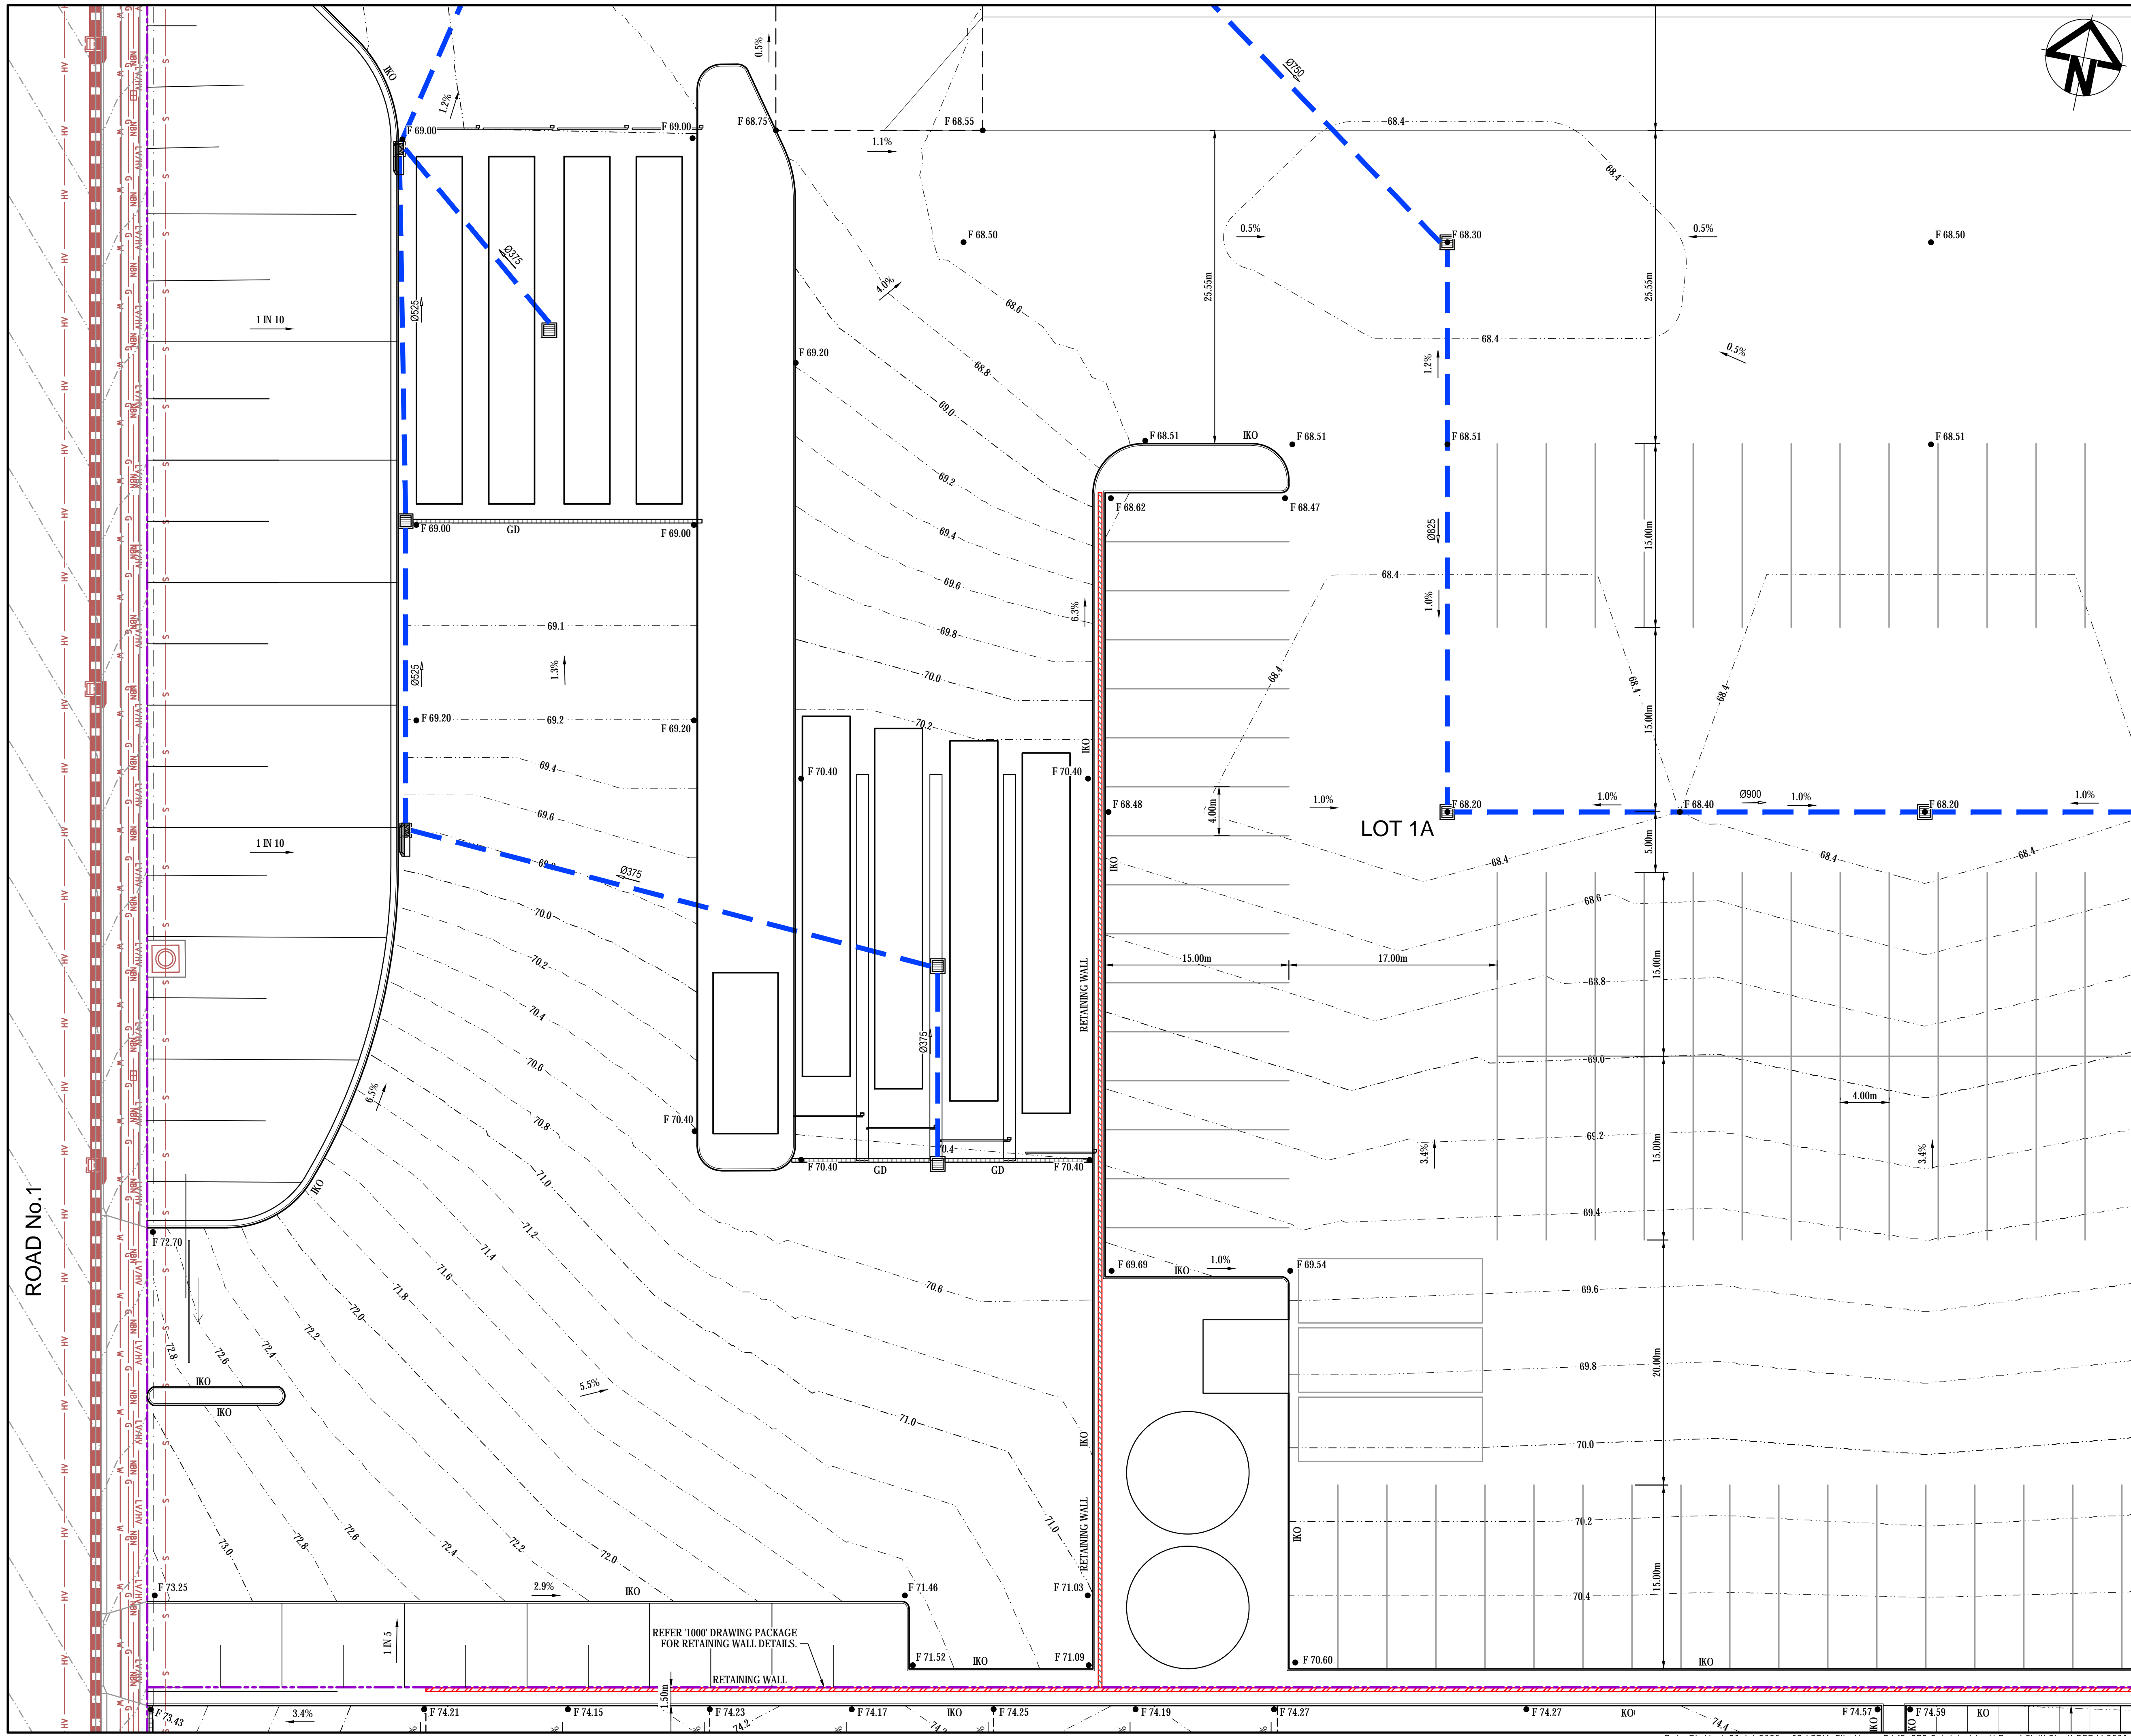 IKO
0.5%
Ø750
N
1.2%
F 69.00
F 69.00
F 68.75
F 68.55
1.1%
68.4
68.4
F 68.50
0.5%
F 68.30
0.5%
F 68.50
Ø375
4.0%
25.55m
25.55m
Ø525
1 IN 10
68.6
68.4
F 69.20
68.8
1.2%
0.5%
69.0
F 68.51
IKO
F 68.51
F 68.51
F 68.51
69.2
F 68.62
F 68.47
F 69.00
GD
F 69.00
69.4
Ø825
15.00m
69.6
68.4
6.3%
1.0%
69.1
69.8
Ø525
1.3%
70.0
68.4
68.4
68.4
F 69.20
69.2
F 69.20
70.2
15.00m
IKO
69.4
F 70.40
F 70.40
69.6
F 68.48
4.00m
1.0%
F 68.20
1.0%
F 68.40
Ø900
1.0%
F 68.20
1.0%
LOT 1A
1 IN 10
5.00m
IKO
68.4
68.4
68.4
Ø375
68.6
70.0
70.2
15.00m
17.00m
15.00m
68.8
RETAINING WALL
70.4
Ø375
70.6
69.0
6.5%
4.00m
70.8
F 70.40
70.4
69.2
15.00m
3.4%
3.4%
F 70.40
GD
GD
F 70.40
71.0
IKO
ROAD No.1
69.4
F 72.70
71.2
71.4
71.6
F 69.69
IKO
1.0%
F 69.54
71.8
70.6
69.6
72.0
72.2
72.4
72.6
72.8
69.8
20.00m
IKO
5.5%
IKO
71.0
IKO
70.0
RETAINING WALL
71.0
70.2
IKO
73.0
72.8
72.6
72.4
72.2
72.0
F 73.25
2.9%
IKO
F 71.46
F 71.03
70.4
15.00m
1 IN 5
REFER '1000' DRAWING PACKAGE
FOR RETAINING WALL DETAILS.
F 71.52
IKO
F 71.09
F 70.60
IKO
RETAINING WALL
1.50m
F 73.43
3.4%
F 74.21
F 74.15
F 74.23
74.2
F 74.17
IKO
F 74.25
F 74.19
F 74.27
F 74.27
KO
74.4
F 74.57
IKO
F 74.59
KO
KO